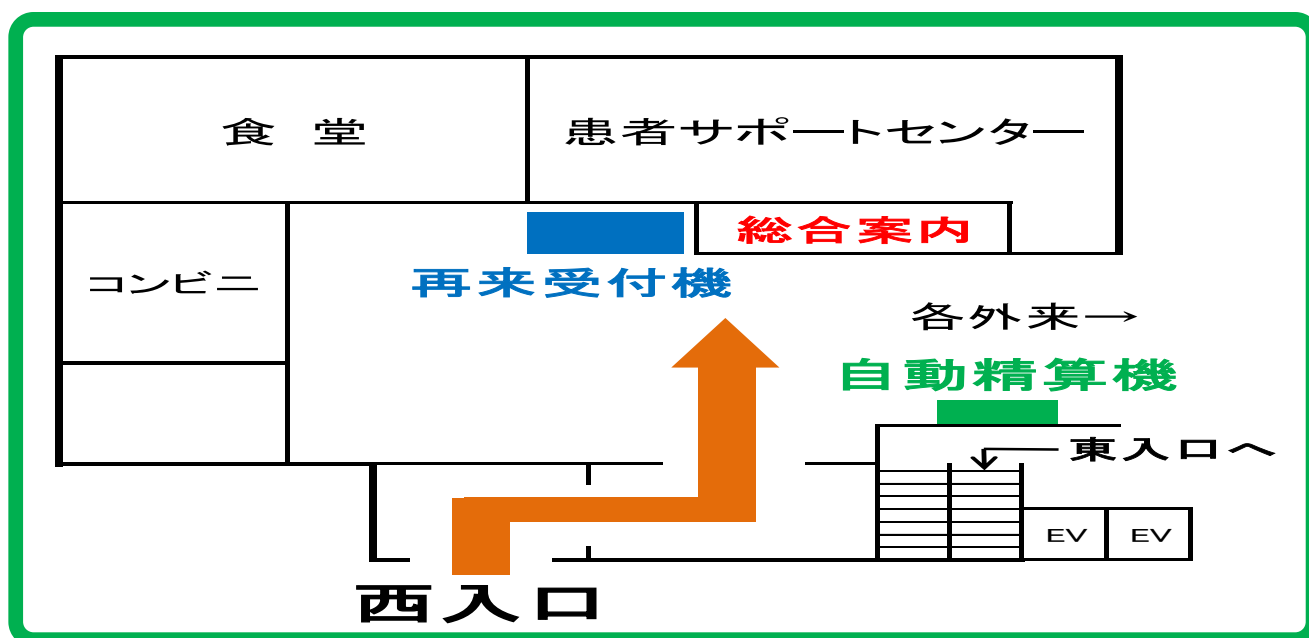 食 堂
患者サポートセンター
総合案内
コンビニ
再来受付機
各外来→
自動精算機
東入口へ
EV
EV
西入口